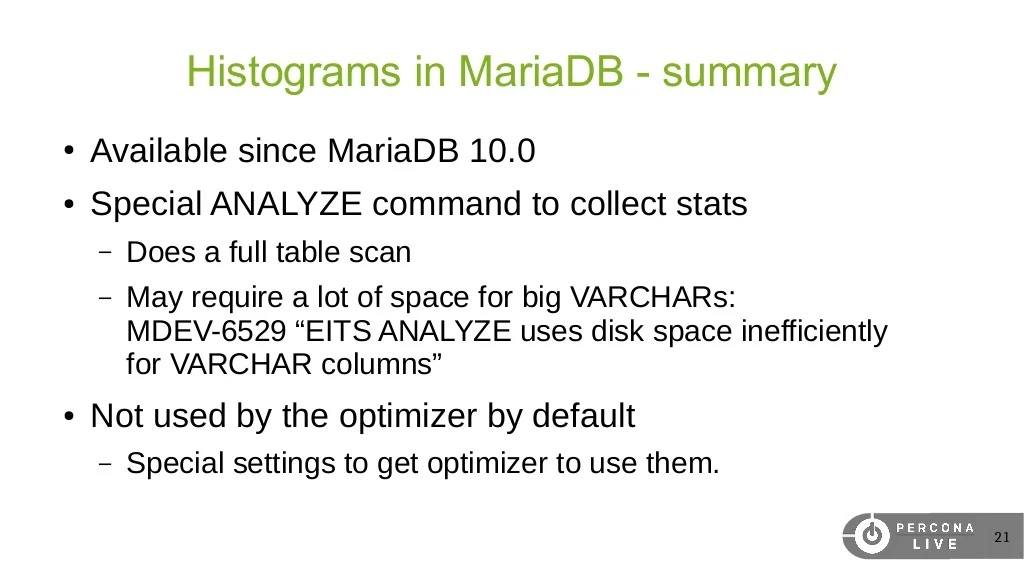 Histograms in MariaDB - summary
• Available since MariaDB 10.0
• Special ANALYZE command to collect stats
– Does a full table scan
– May require a lot of space for big VARCHARs:
MDEV-6529 “EITS ANALYZE uses disk space inefficiently
for VARCHAR columns”
• Not used by the optimizer by default
– Special settings to get optimizer to use them.
PERCONA
LIVE
21